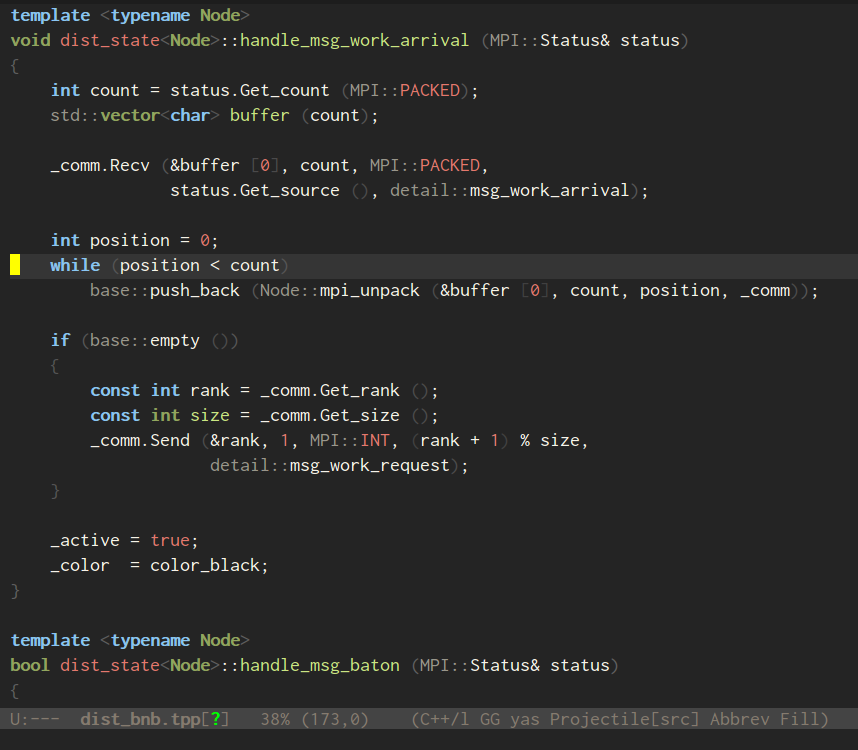 template <typename Node>
void dist_state<Node>::handle_msg_work_arrival (MPI::Status& status)
{
    int count = status.Get_count (MPI::PACKED);
    std::vector<char> buffer (count);

    _comm.Recv (&buffer [0], count, MPI::PACKED,
                status.Get_source (), detail::msg_work_arrival);

    int position = 0;
    while (position < count)
        base::push_back (Node::mpi_unpack (&buffer [0], count, position, _comm));

    if (base::empty ())
    {
        const int rank = _comm.Get_rank ();
        const int size = _comm.Get_size ();
        _comm.Send (&rank, 1, MPI::INT, (rank + 1) % size,
                    detail::msg_work_request);
    }

    _active = true;
    _color  = color_black;
}

template <typename Node>
bool dist_state<Node>::handle_msg_baton (MPI::Status& status)
{
U:---  dist_bnb.tpp[?]   38% (173,0)    (C++/l GG yas Projectile[src] Abbrev Fill)